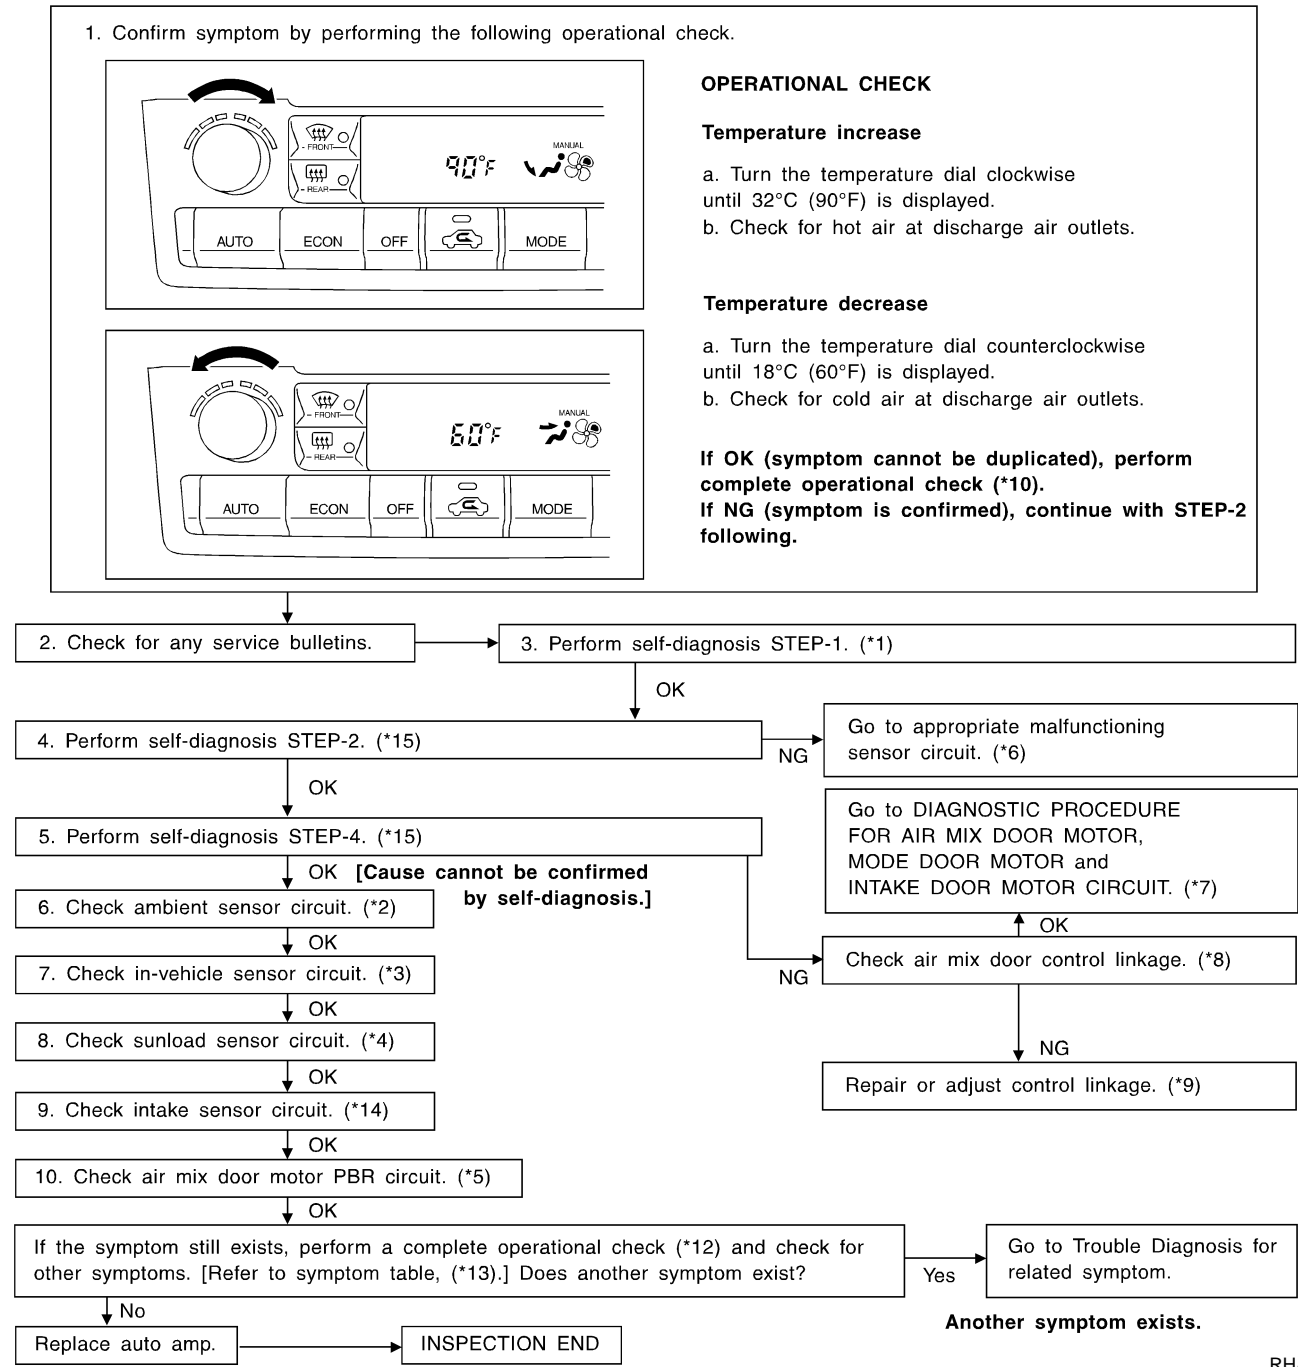 1. Confirm symptom by performing the following operational check.
FRONT
REAR
MANUAL
90°F
AUTO
ECON
OFF
MODE
OPERATIONAL CHECK
Temperature increase
a. Turn the temperature dial clockwise
until 32°C (90°F) is displayed.
b. Check for hot air at discharge air outlets.
FRONT
REAR
MANUAL
60°F
AUTO
ECON
OFF
MODE
Temperature decrease
a. Turn the temperature dial counterclockwise
until 18°C (60°F) is displayed.
b. Check for cold air at discharge air outlets.
If OK (symptom cannot be duplicated), perform
complete operational check (*10).
If NG (symptom is confirmed), continue with STEP-2
following.
2. Check for any service bulletins.
3. Perform self-diagnosis STEP-1. (*1)
OK
4. Perform self-diagnosis STEP-2. (*15)
NG
Go to appropriate malfunctioning
sensor circuit. (*6)
OK
5. Perform self-diagnosis STEP-4. (*15)
OK
[Cause cannot be confirmed
by self-diagnosis.]
Go to DIAGNOSTIC PROCEDURE
FOR AIR MIX DOOR MOTOR,
MODE DOOR MOTOR and
INTAKE DOOR MOTOR CIRCUIT. (*7)
OK
NG
Check air mix door control linkage. (*8)
NG
Repair or adjust control linkage. (*9)
6. Check ambient sensor circuit. (*2)
OK
7. Check in-vehicle sensor circuit. (*3)
OK
8. Check sunload sensor circuit. (*4)
OK
9. Check intake sensor circuit. (*14)
OK
10. Check air mix door motor PBR circuit. (*5)
OK
If the symptom still exists, perform a complete operational check (*12) and check for
other symptoms. [Refer to symptom table, (*13).] Does another symptom exist?
Yes
Go to Trouble Diagnosis for
related symptom.
Another symptom exists.
No
Replace auto amp.
INSPECTION END
RH